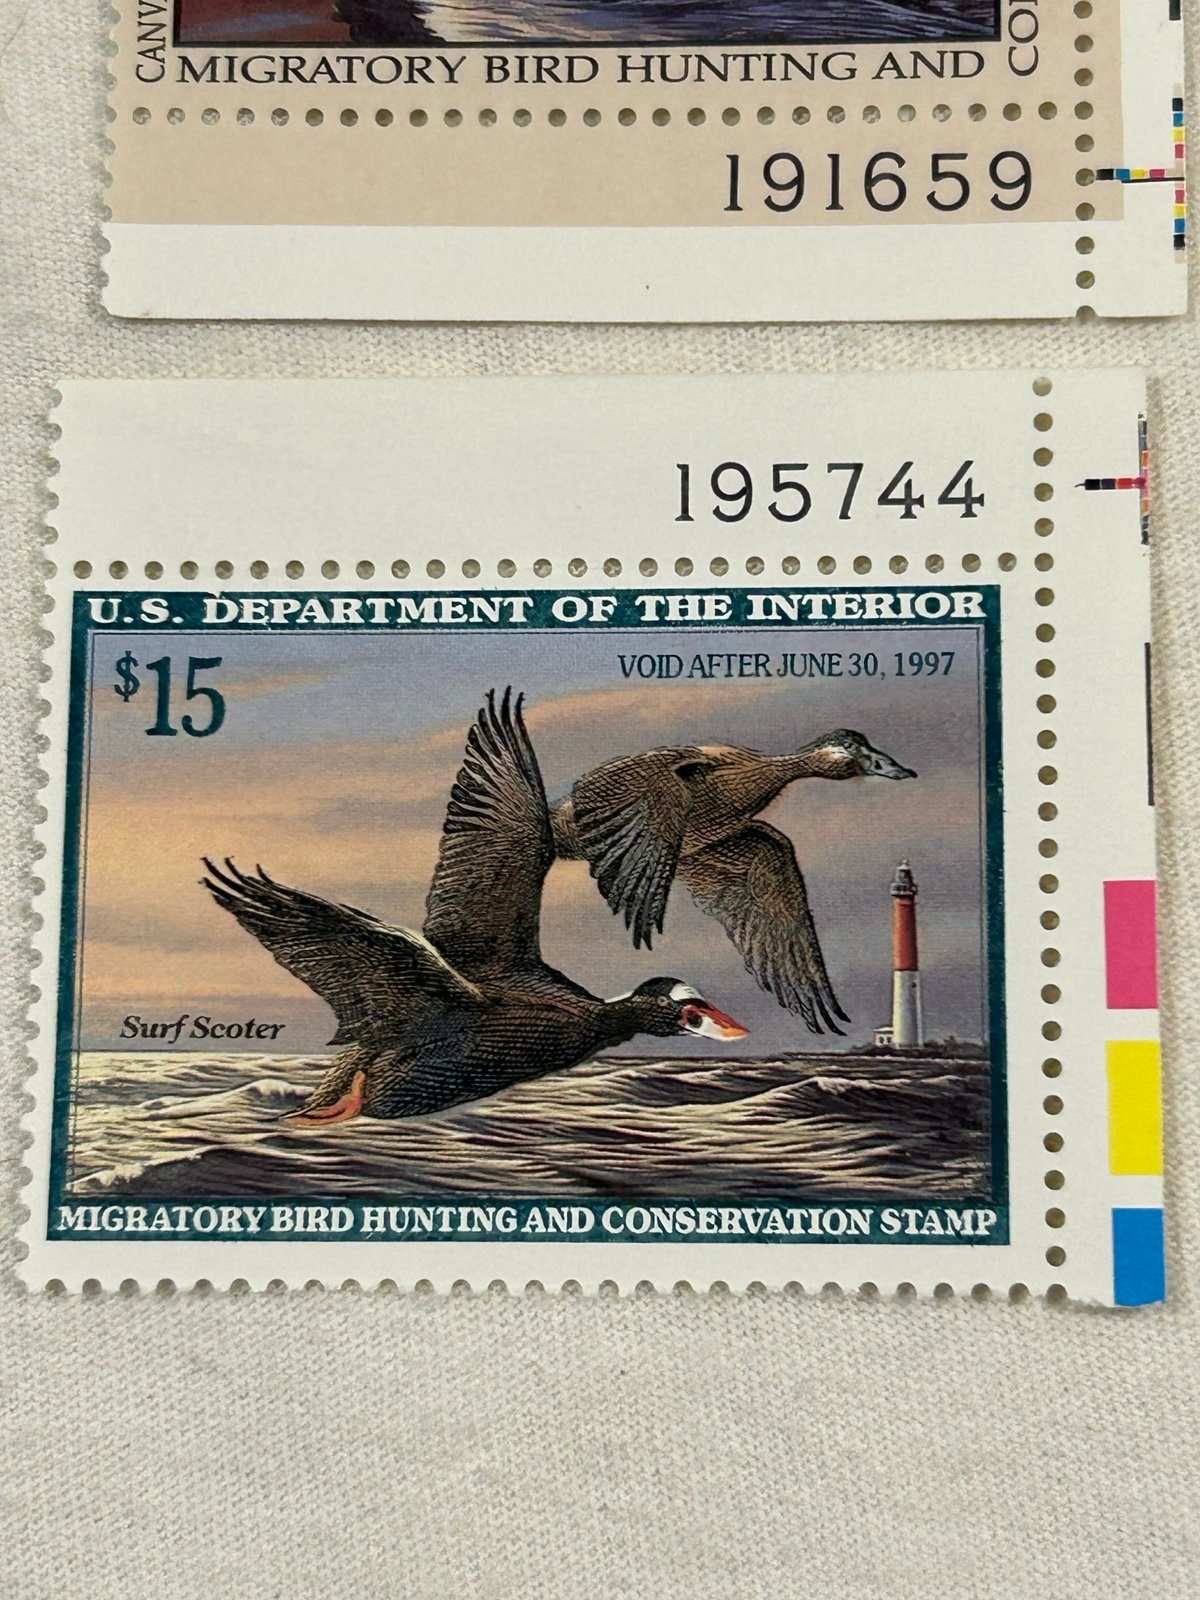 MIGRATORY BIRD HUNTING AND
191659
195744
U.S. DEPARTMENT OF THE INTERIOR
$15
VOID AFTER JUNE 30, 1997
Surf Scoter
MIGRATORY BIRD HUNTING AND CONSERVATION STAMP